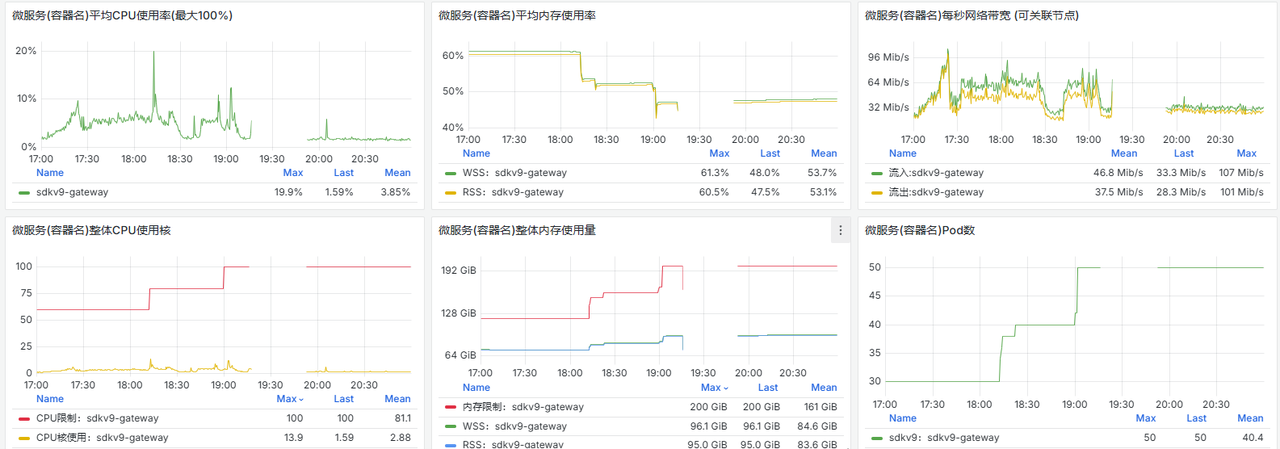 微服务(容器名)平均CPU使用率(最大100%)
20%
10%
0%
17:00 17:30 18:00 18:30 19:00 19:30 20:00 20:30
Name Max Last Mean
sdkv9-gateway 19.9% 1.59% 3.85%
微服务(容器名)平均内存使用率
60%
50%
40%
17:00 17:30 18:00 18:30 19:00 19:30 20:00 20:30
Name Max Last Mean
WSS: sdkv9-gateway 61.3% 48.0% 53.7%
RSS: sdkv9-gateway 60.5% 47.5% 53.1%
微服务(容器名)每秒网络带宽 (可关联节点)
96 Mib/s
64 Mib/s
32 Mib/s
17:00 17:30 18:00 18:30 19:00 19:30 20:00 20:30
Name Mean Last Max
流入:sdkv9-gateway 46.8 Mib/s 33.3 Mib/s 107 Mib/s
流出:sdkv9-gateway 37.5 Mib/s 28.3 Mib/s 101 Mib/s
微服务(容器名)整体CPU使用核
100
75
50
25
0
17:00 17:30 18:00 18:30 19:00 19:30 20:00 20:30
Name Max Last Mean
CPU限制：sdkv9-gateway 100 100 81.1
CPU核使用：sdkv9-gateway 13.9 1.59 2.88
微服务(容器名)整体内存使用量
192 GiB
128 GiB
64 GiB
17:00 17:30 18:00 18:30 19:00 19:30 20:00 20:30
Name Max Last Mean
内存限制：sdkv9-gateway 200 GiB 200 GiB 161 GiB
WSS：sdkv9-gateway 96.1 GiB 96.1 GiB 84.6 GiB
RSS：sdkv9-gateway 95.0 GiB 95.0 GiB 83.6 GiB
微服务(容器名)Pod数
50
45
40
35
30
17:00 17:30 18:00 18:30 19:00 19:30 20:00 20:30
Name Max Last Mean
sdkv9：sdkv9-gateway 50 50 40.4